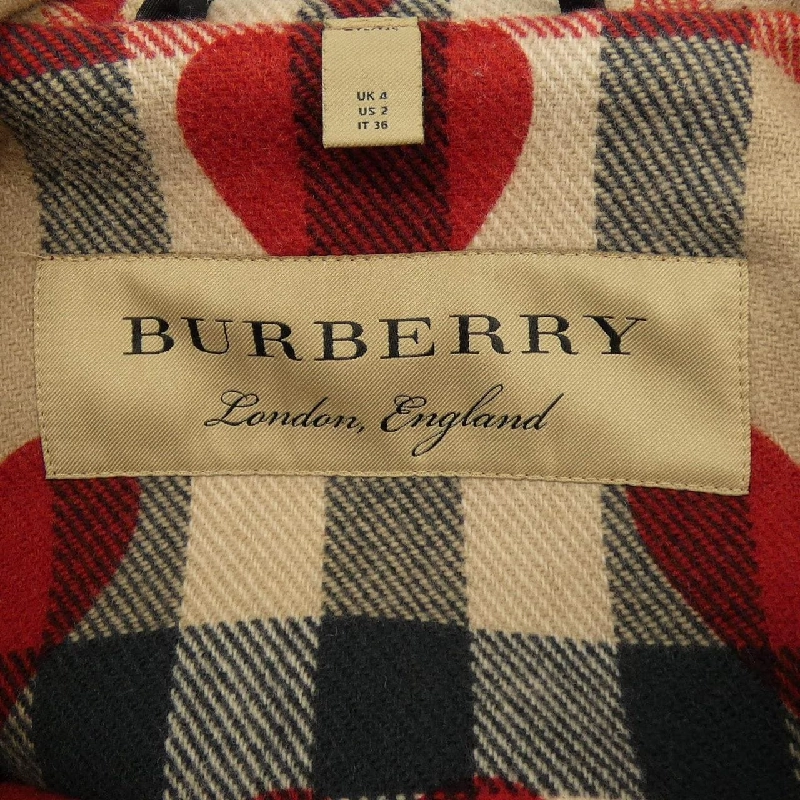 UK 4
US 2
IT 36
BURBERRY
London, England